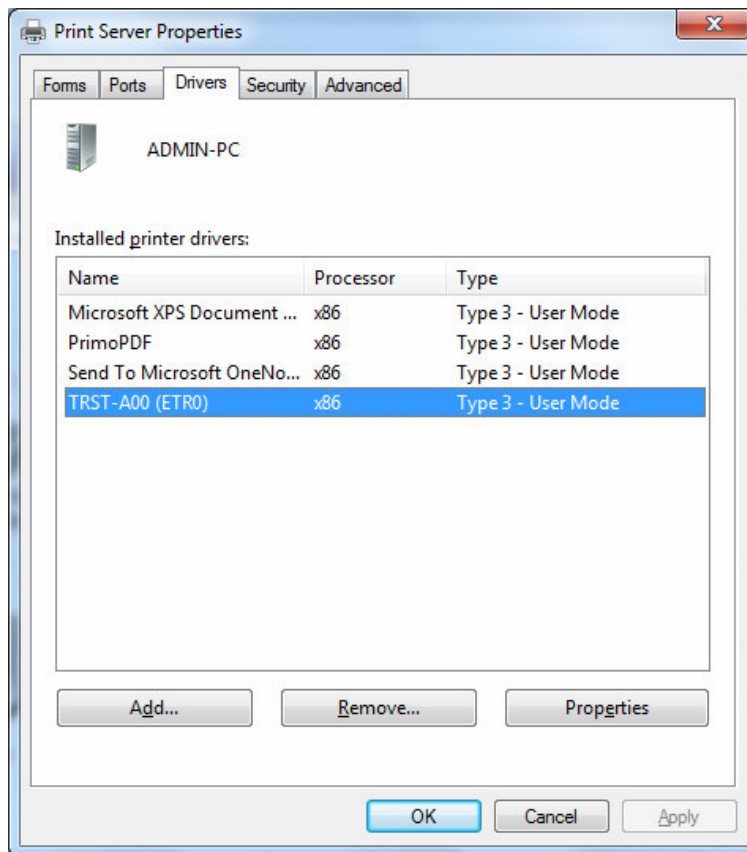 Print Server Properties
Forms Ports Drivers Security Advanced
ADMIN-PC
Installed printer drivers:
Name Processor Type
Microsoft XPS Document ... x86 Type 3 - User Mode
PrimoPDF x86 Type 3 - User Mode
Send To Microsoft OneNo... x86 Type 3 - User Mode
TRST-A00 (ETR0) x86 Type 3 - User Mode
Add... Remove... Properties
OK Cancel Apply